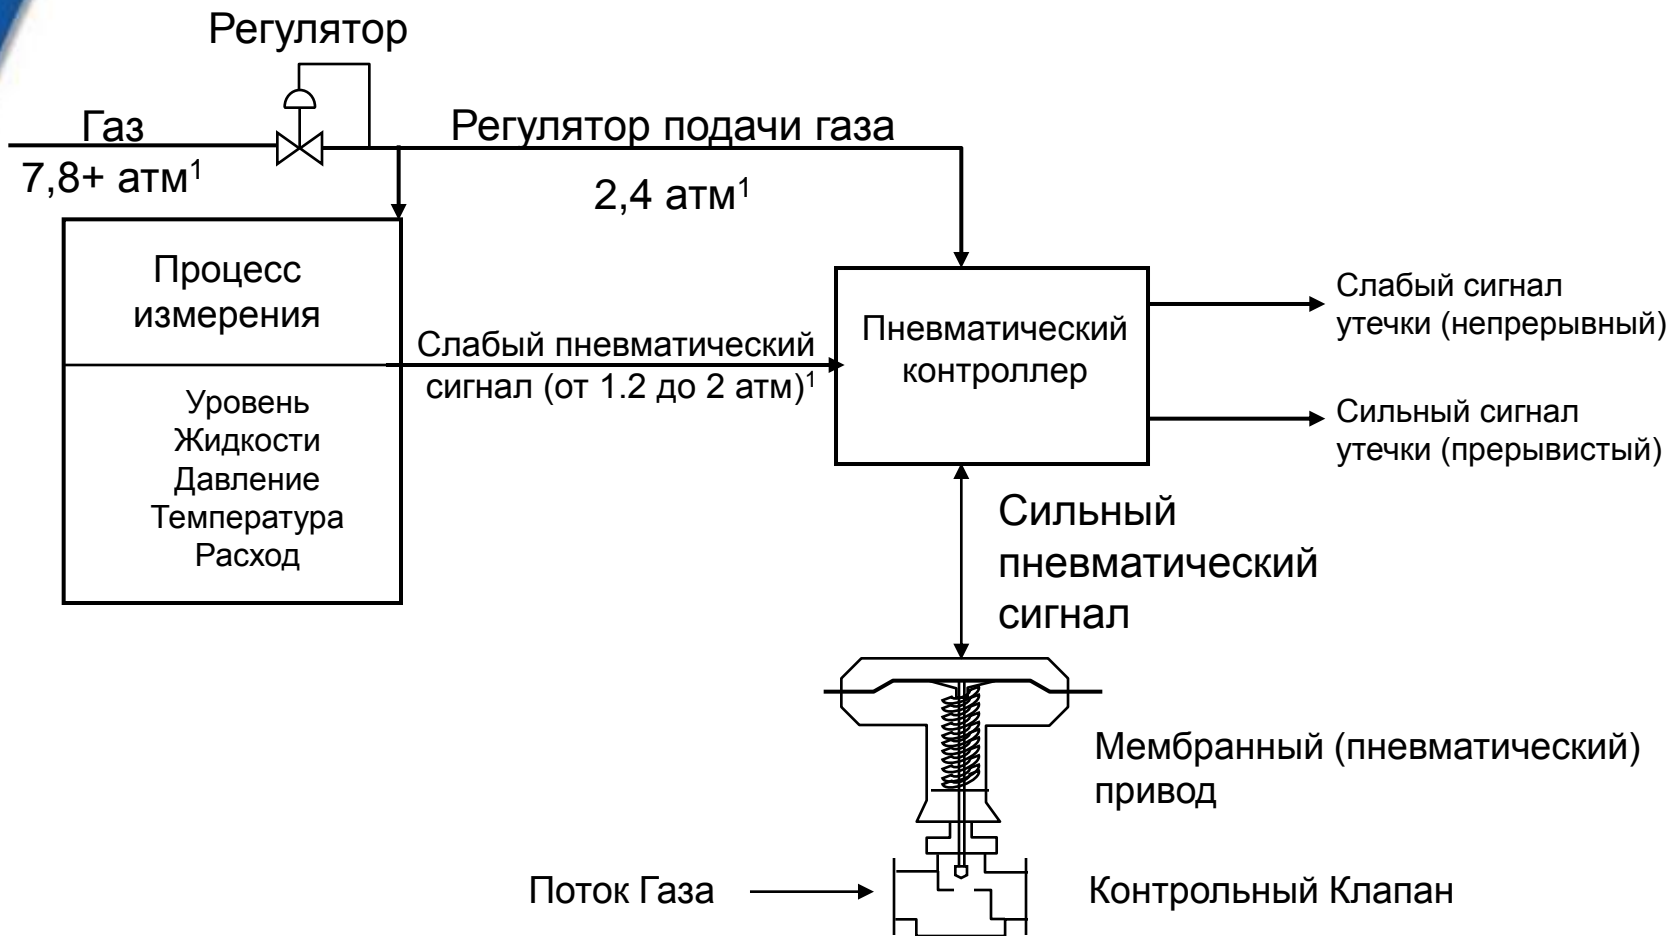 Регулятор
Газ
7,8+ атм¹
Регулятор подачи газа
2,4 атм¹
Процесс
измерения
Уровень
Жидкости
Давление
Температура
Расход
Слабый пневматический
сигнал (от 1.2 до 2 атм)¹
Пневматический
контроллер
Слабый сигнал
утечки (непрерывный)
Сильный сигнал
утечки (прерывистый)
Сильный
пневматический
сигнал
Мембранный (пневматический)
привод
Поток Газа
Контрольный Клапан